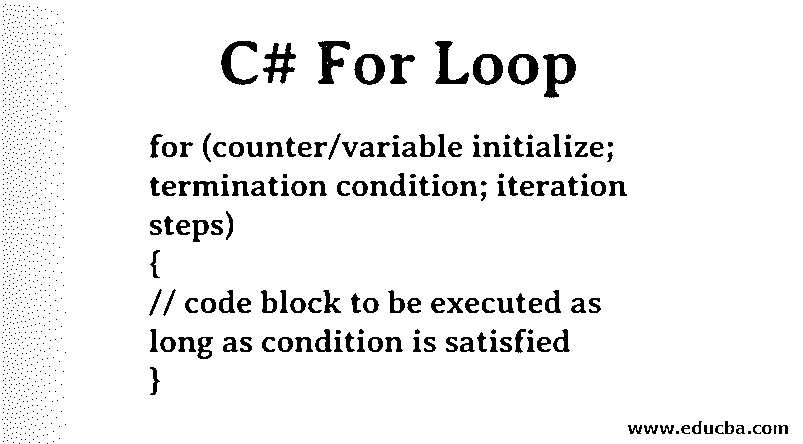 C# For Loop
for (counter/variable initialize;
termination condition; iteration
steps)
{
// code block to be executed as
long as condition is satisfied
}
www.educba.com